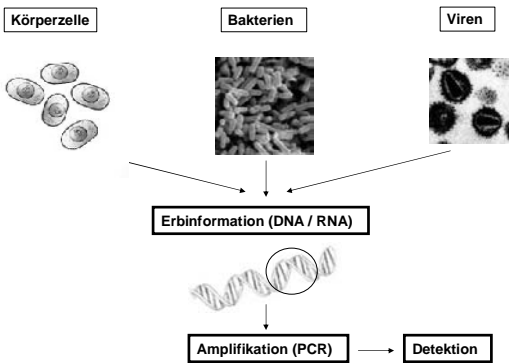 Körperzelle
Bakterien
Viren
Erbinformation (DNA / RNA)
Amplifikation (PCR)
Detektion